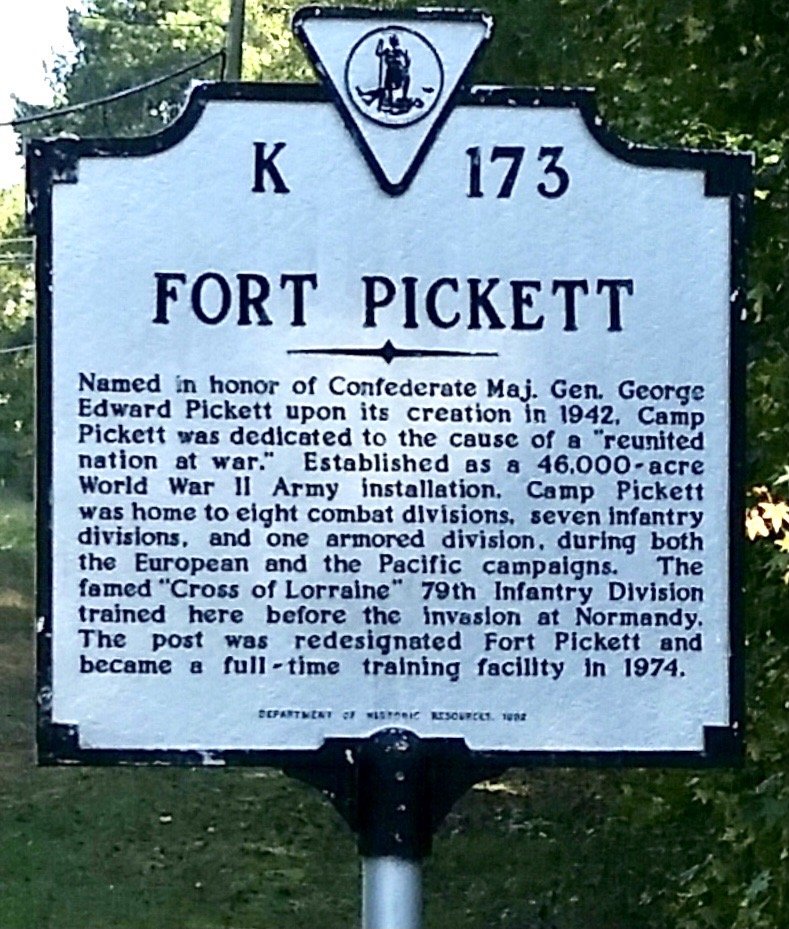 K 173
FORT PICKETT
Named in honor of Confederate Maj. Gen. George
Edward Pickett upon its creation in 1942, Camp
Pickett was dedicated to the cause of a "reunited
nation at war." Established as a 46,000-acre
World War II Army installation, Camp Pickett
was home to eight combat divisions, seven infantry
divisions, and one armored division, during both
the European and the Pacific campaigns. The
famed "Cross of Lorraine" 79th Infantry Division
trained here before the invasion at Normandy.
The post was redesignated Fort Pickett and
became a full-time training facility in 1974.
DEPARTMENT OF HISTORIC RESOURCES,